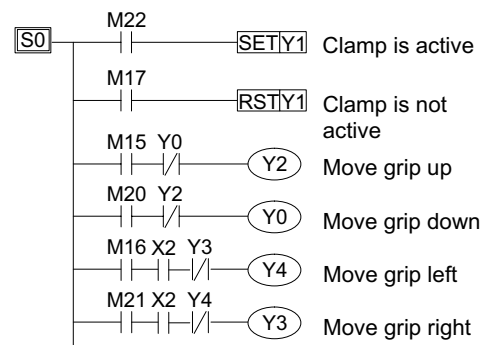 M22
S0 SET Y1 Clamp is active
M17
RST Y1 Clamp is not
active
M15 Y0
Y2 Move grip up
M20 Y2
Y0 Move grip down
M16 X2 Y3
Y4 Move grip left
M21 X2 Y4
Y3 Move grip right